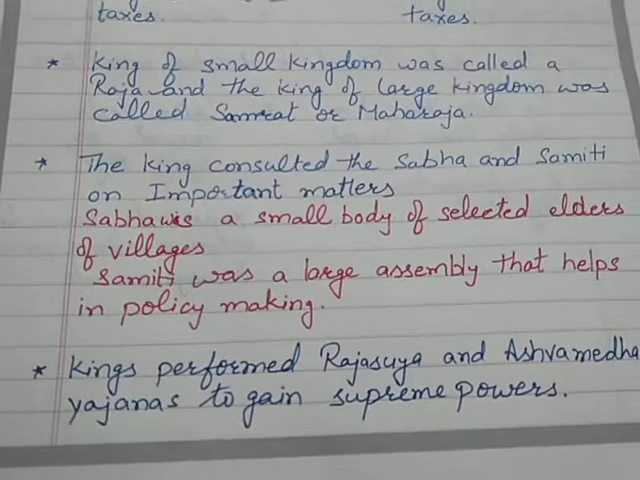 taxes. taxes.
* King of small kingdom was called a
Raja and the king of large kingdom was
called Samrat or Maharaja.
* The king consulted the Sabha and Samiti
on Important matters
Sabha was a small body of selected elders
of villages
Samiti was a large assembly that helps
in policy making.
* Kings performed Rajasuya and Ashvamedha
yajanas to gain supreme powers.